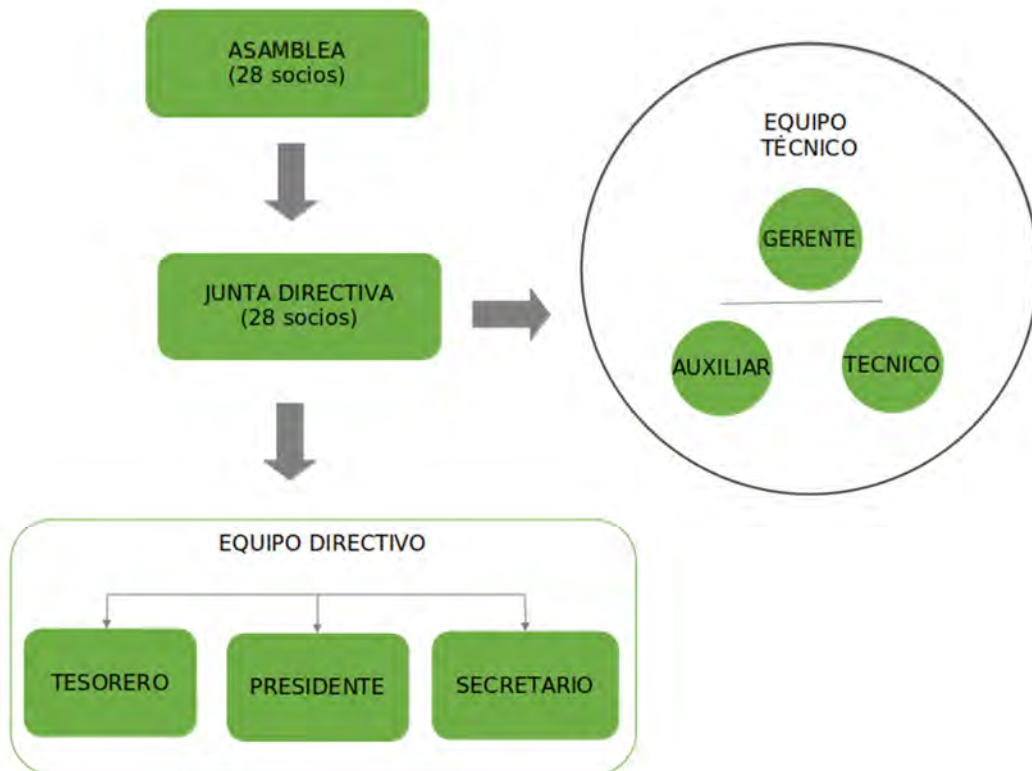 ASAMBLEA
(28 socios)
EQUIPO
TÉCNICO
GERENTE
JUNTA DIRECTIVA
(28 socios)
AUXILIAR
TECNICO
EQUIPO DIRECTIVO
TESORERO
PRESIDENTE
SECRETARIO